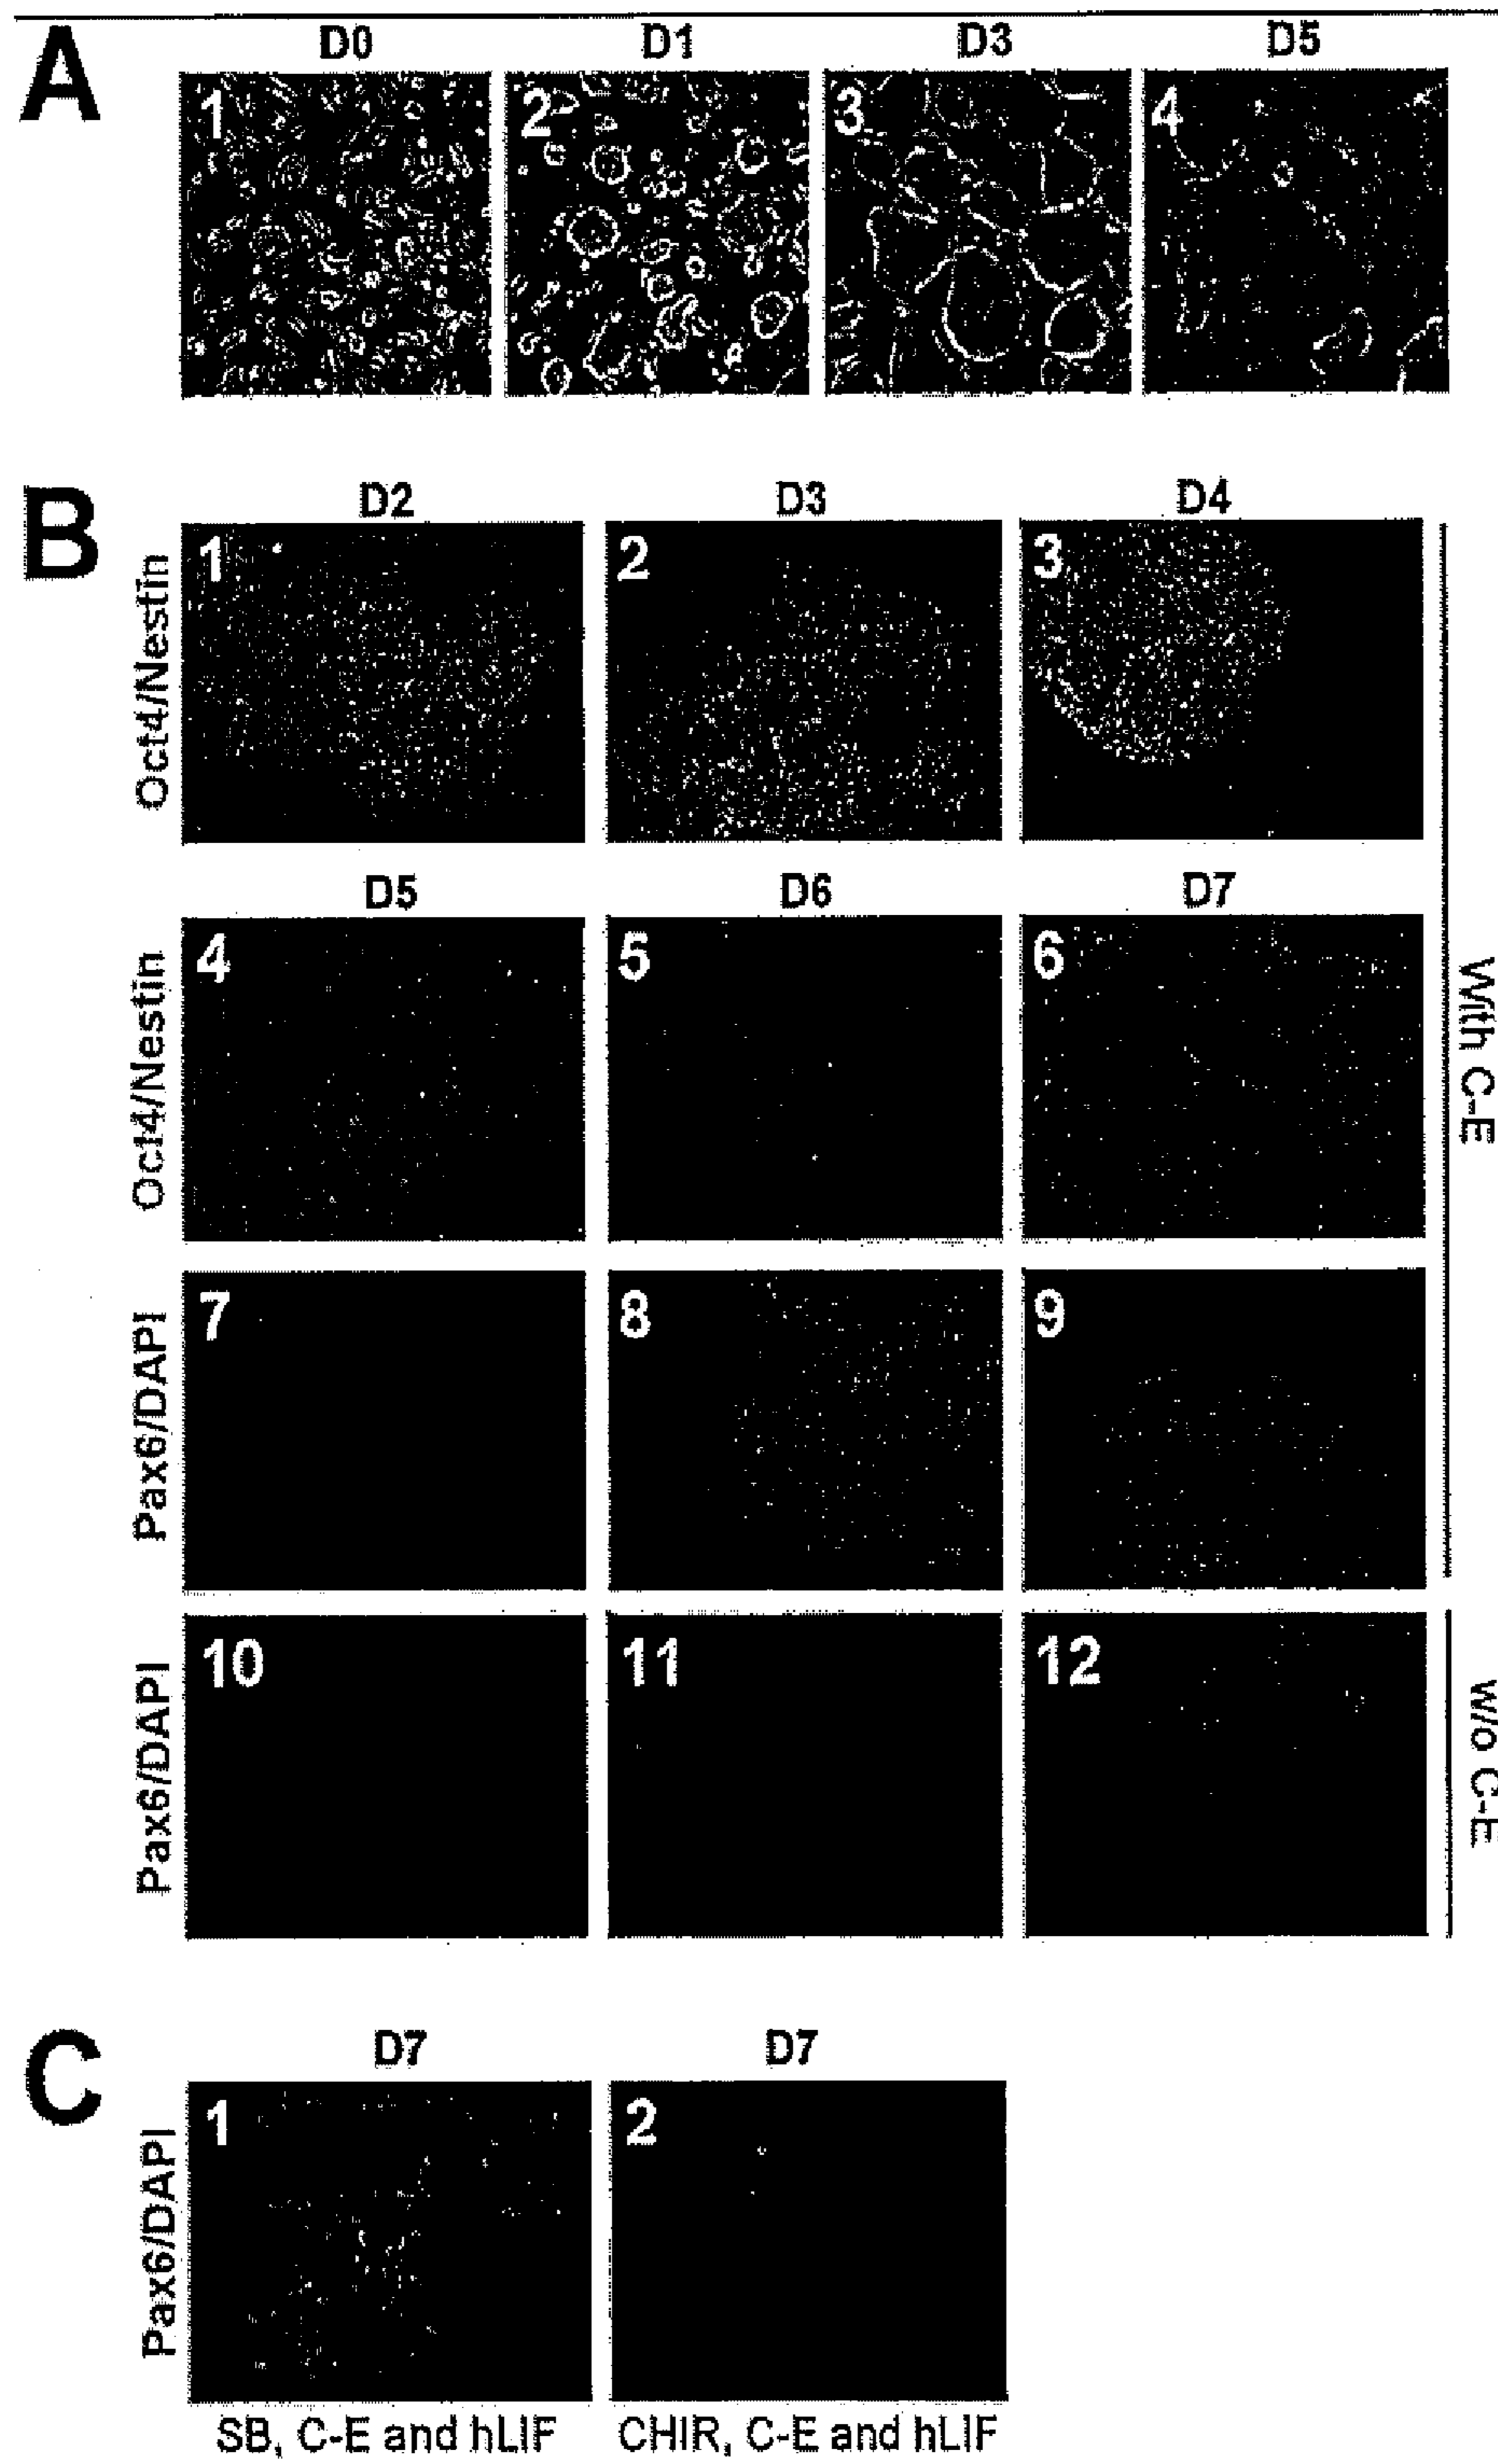 A
D0 D1 D3 D5
1 2 3 4
B
D2 D3 D4
Oct4/Nestin
1 2 3
D5 D6 D7
Oct4/Nestin
4 5 6
With C-E
Pax6/DAPI
7 8 9
Pax6/DAPI
10 11 12
w/o C-E
C
D7 D7
Pax6/DAPI
1 2
SB, C-E and hLIF CHIR, C-E and hLIF